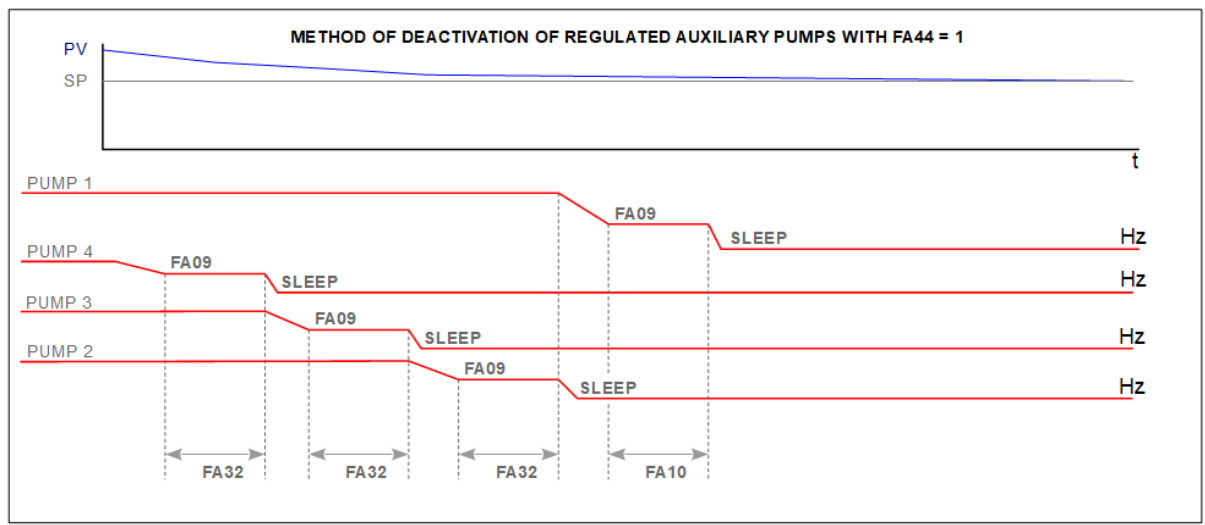 METHOD OF DEACTIVATION OF REGULATED AUXILIARY PUMPS WITH FA44 = 1
PV
SP
t
PUMP 1
FA09
SLEEP
Hz
PUMP 4
FA09
SLEEP
Hz
PUMP 3
FA09
SLEEP
Hz
PUMP 2
FA09
SLEEP
Hz
FA32 FA32 FA32 FA10